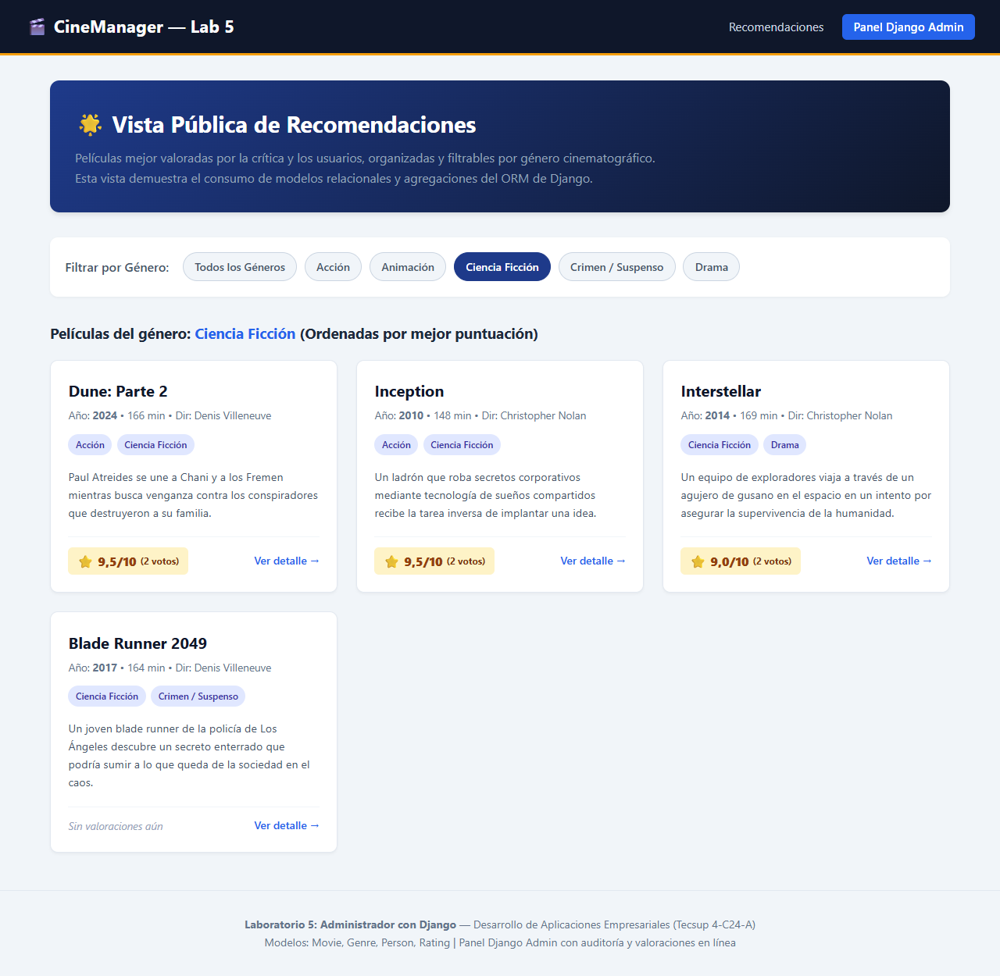 CineManager — Lab 5
Recomendaciones
Panel Django Admin
Vista Pública de Recomendaciones
Películas mejor valoradas por la crítica y los usuarios, organizadas y filtrables por género cinematográfico.
Esta vista demuestra el consumo de modelos relacionales y agregaciones del ORM de Django.
Filtrar por Género:
Todos los Géneros
Acción
Animación
Ciencia Ficción
Crimen / Suspenso
Drama
Películas del género: Ciencia Ficción (Ordenadas por mejor puntuación)
Dune: Parte 2
Año: 2024 • 166 min • Dir: Denis Villeneuve
Acción
Ciencia Ficción
Paul Atreides se une a Chani y a los Fremen
mientras busca venganza contra los conspiradores
que destruyeron a su familia.
9,5/10 (2 votos)
Ver detalle →
Inception
Año: 2010 • 148 min • Dir: Christopher Nolan
Acción
Ciencia Ficción
Un ladrón que roba secretos corporativos
mediante tecnología de sueños compartidos
recibe la tarea inversa de implantar una idea.
9,5/10 (2 votos)
Ver detalle →
Interstellar
Año: 2014 • 169 min • Dir: Christopher Nolan
Ciencia Ficción
Drama
Un equipo de exploradores viaja a través de un
agujero de gusano en el espacio en un intento por
asegurar la supervivencia de la humanidad.
9,0/10 (2 votos)
Ver detalle →
Blade Runner 2049
Año: 2017 • 164 min • Dir: Denis Villeneuve
Ciencia Ficción
Crimen / Suspenso
Un joven blade runner de la policía de Los
Ángeles descubre un secreto enterrado que
podría sumir a lo que queda de la sociedad en el
caos.
Sin valoraciones aún
Ver detalle →
Laboratorio 5: Administrador con Django — Desarrollo de Aplicaciones Empresariales (Tecsup 4-C24-A)
Modelos: Movie, Genre, Person, Rating | Panel Django Admin con auditoría y valoraciones en línea